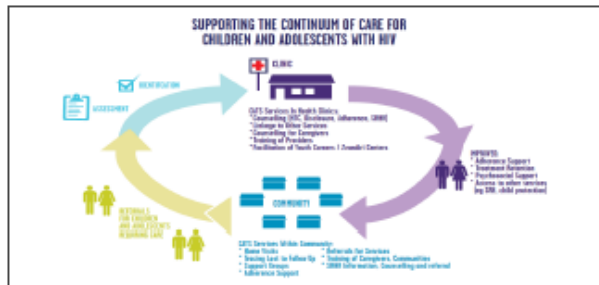 SUPPORTING THE CONTINUUM OF CARE FOR
CHILDREN AND ADOLESCENTS WITH HIV
CLINIC
IDENTIFICATION
ASSESSMENT
CATS Services In Health Clinics:
*Counselling (HTC, Disclosure, Adherence, SRHR)
*Linkage to Other Services
*Counselling for Caregivers
*Training of Providers
*Facilitation of Youth Corners / Zvandiri Centers
IMPROVED:
* Adherence Support
* Treatment Retention
* Psychosocial Support
* Access to other services
(eg SRH, child protection)
COMMUNITY
REFERRALS
FOR CHILDREN
AND ADOLESCENTS
REQUIRING CARE
CATS Services Within Community:
* Home Visits
* Tracing Lost to Follow Up
* Support Groups
* Adherence Support
* Referrals for Services
* Training of Caregivers, Communities
* SRHR Information, Counselling and referral